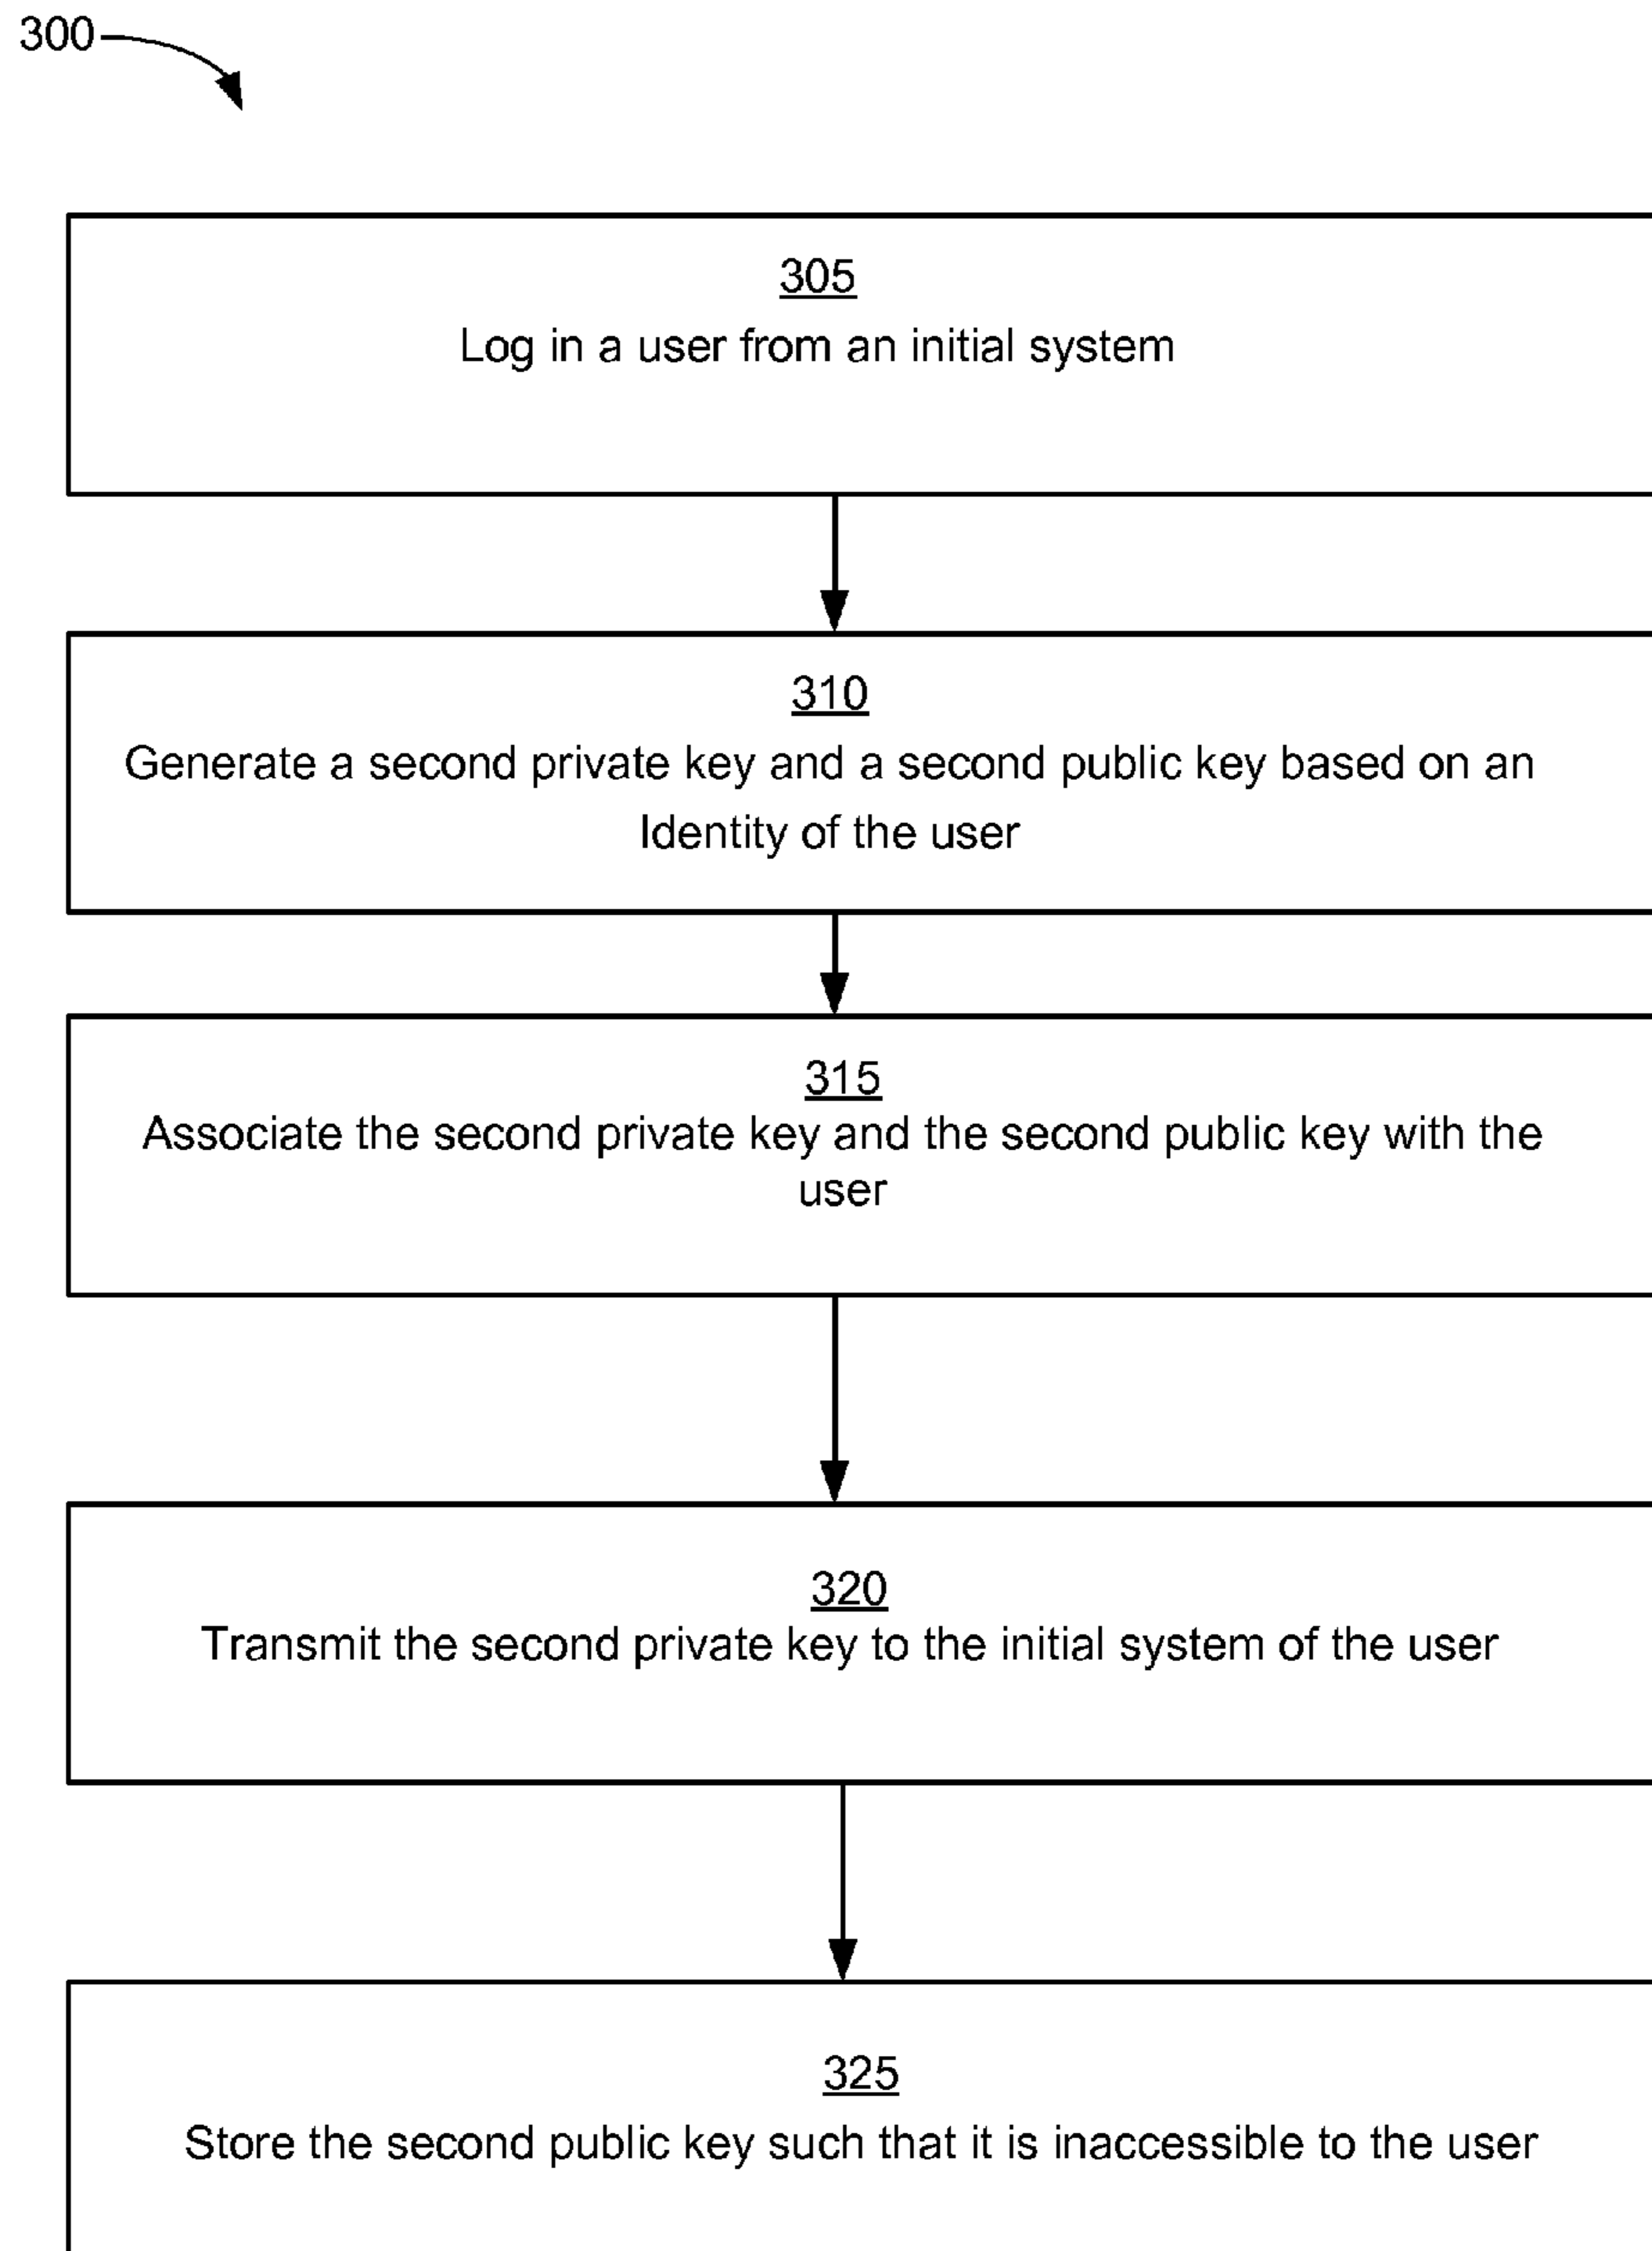 300
305
Log in a user from an initial system
310
Generate a second private key and a second public key based on an
Identity of the user
315
Associate the second private key and the second public key with the
user
320
Transmit the second private key to the initial system of the user
325
Store the second public key such that it is inaccessible to the user